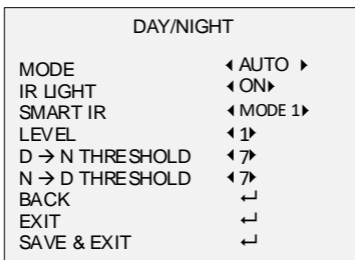 DAY/NIGHT
MODE AUTO
IR LIGHT ON
SMART IR MODE 1
LEVEL 1
D → N THRESHOLD 7
N → D THRESHOLD 7
BACK ↵
EXIT ↵
SAVE & EXIT ↵